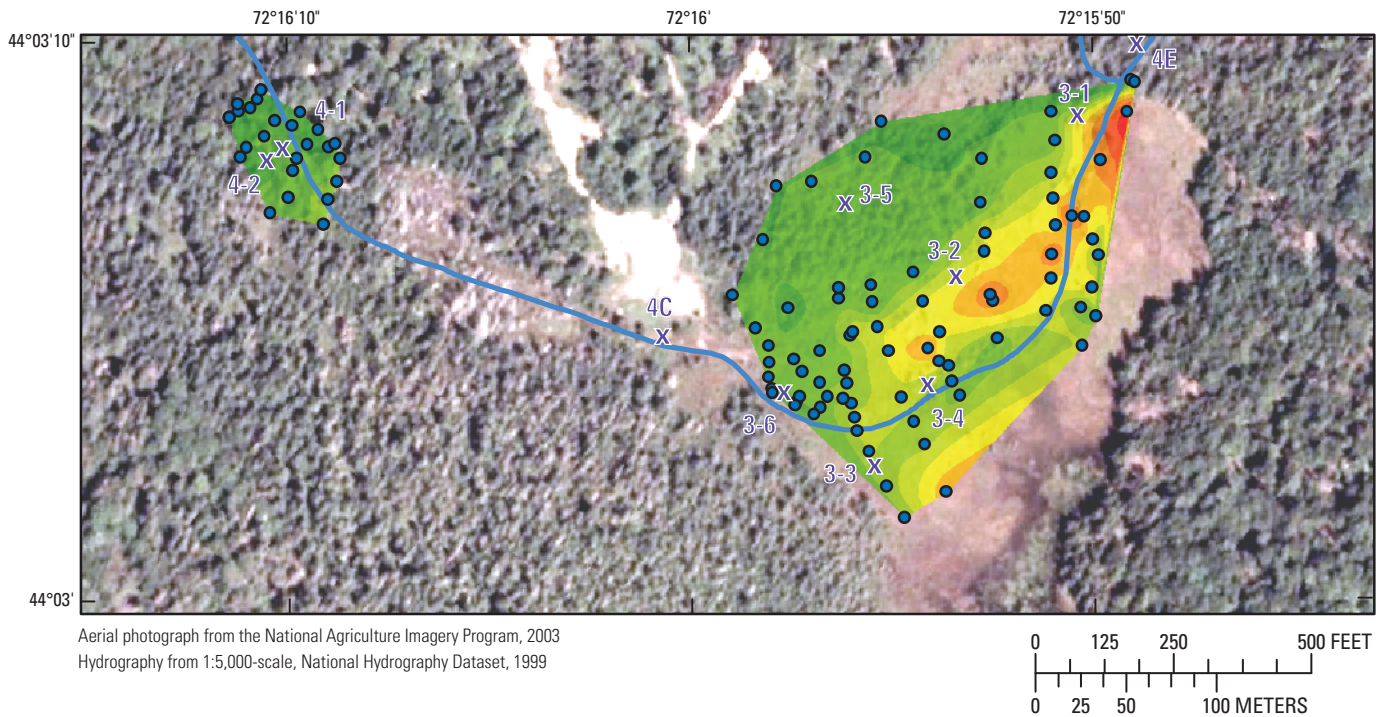 72°16'10" 72°16' 72°15'50"
44°03'10"
4E
4-1
3-1
x
x
x
x
4-2
3-5
x
3-2
x
4C
x
x
x
3-6
3-4
3-3
x
44°03'
Aerial photograph from the National Agriculture Imagery Program, 2003
Hydrography from 1:5,000-scale, National Hydrography Dataset, 1999
0 125 250 500 FEET
0 25 50 100 METERS